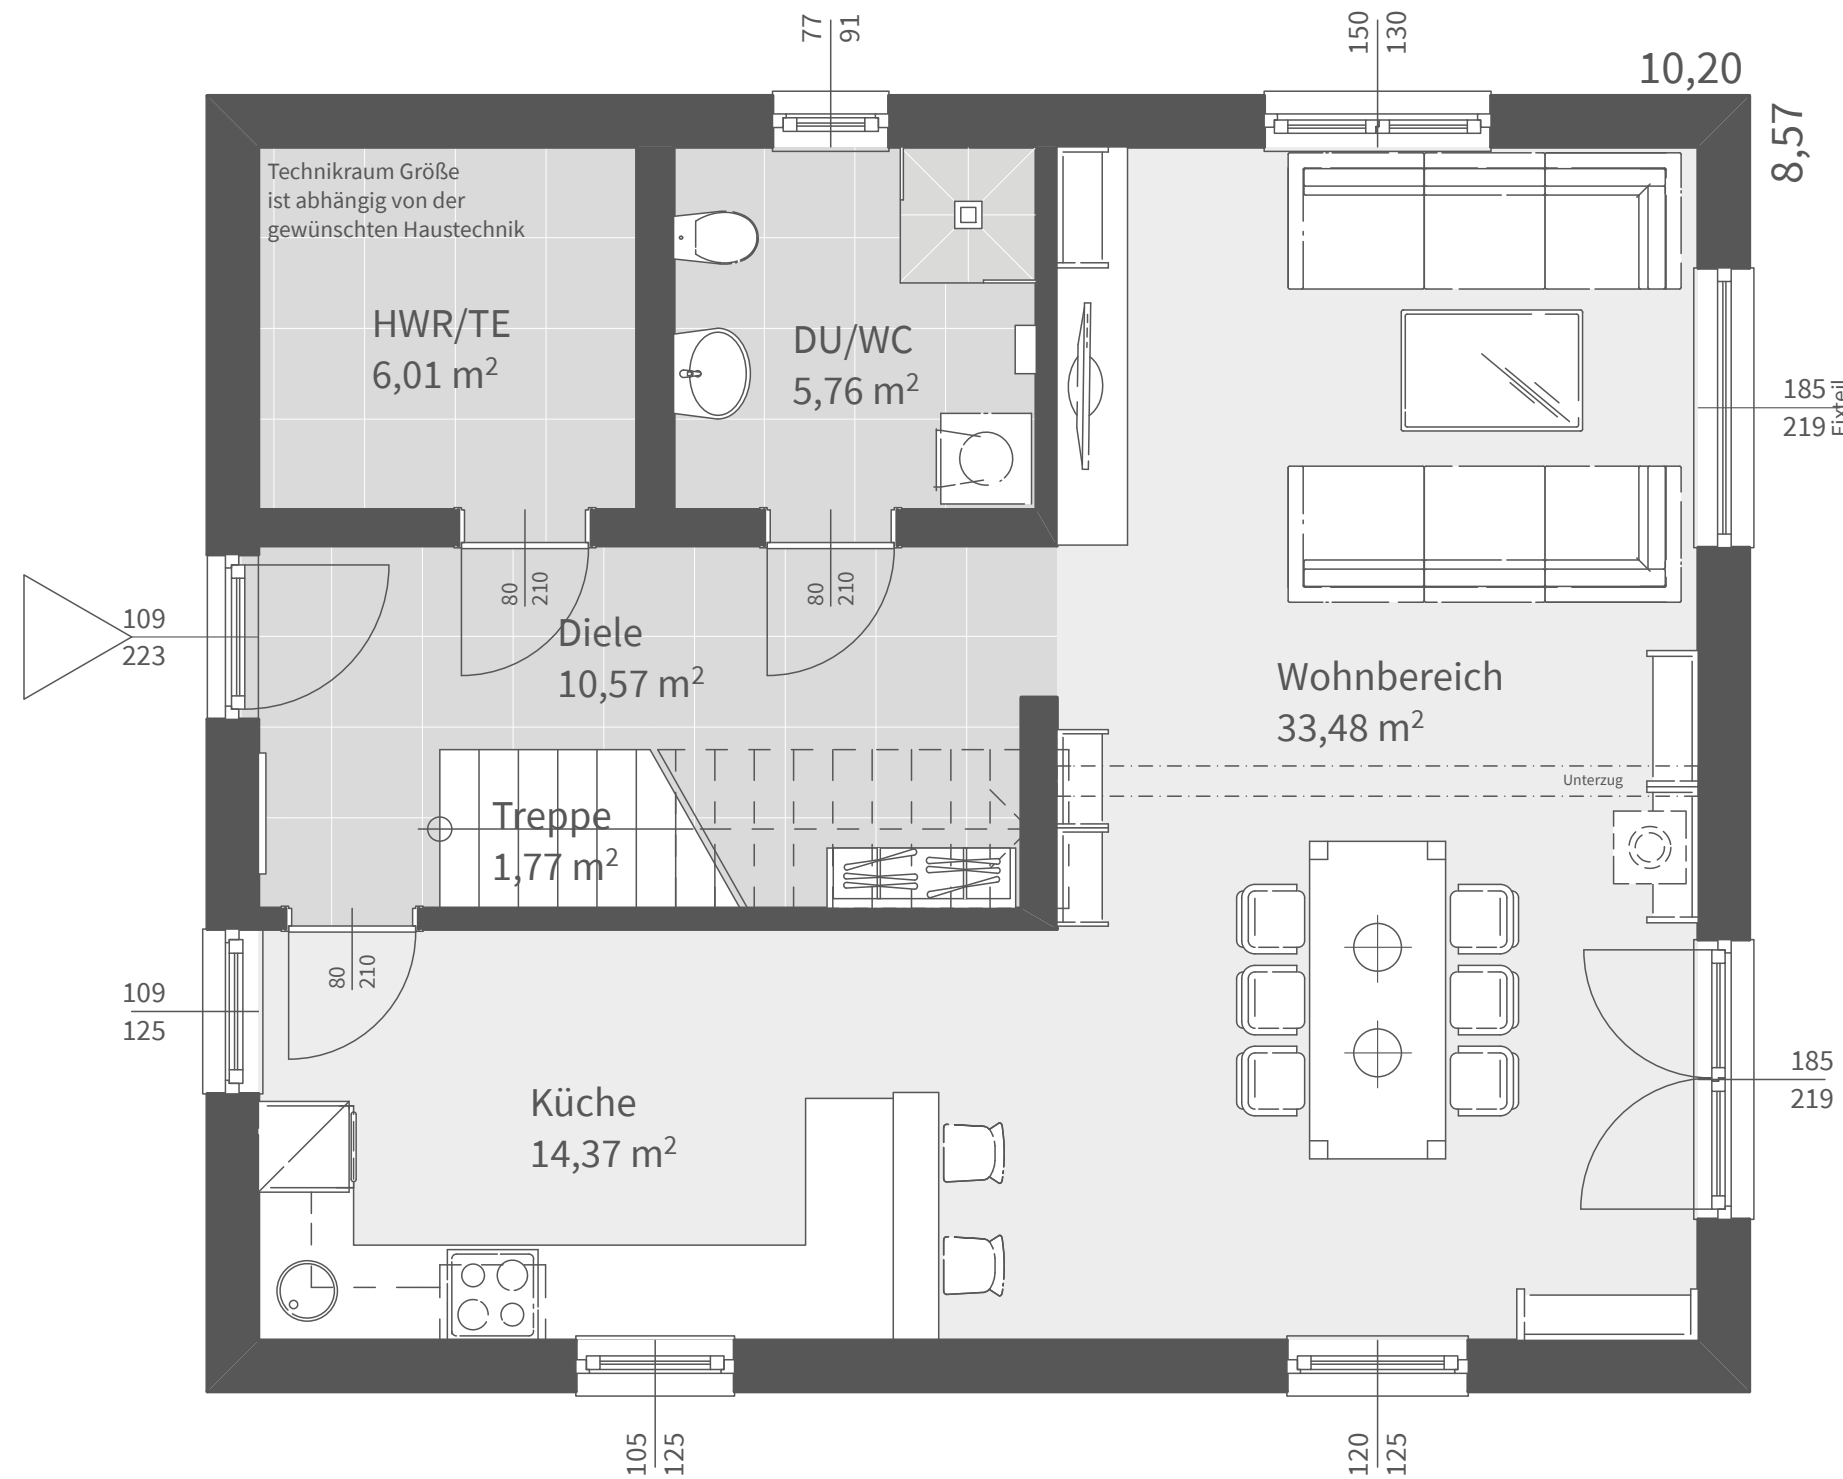 77
91
150
130
10,20
8,57
Technikraum Größe
ist abhängig von der
gewünschten Haustechnik
HWR/TE
6,01 m²
DU/WC
5,76 m²
185
219
Fixteil
80
210
80
210
109
223
Diele
10,57 m²
Wohnbereich
33,48 m²
Unterzug
Treppe
1,77 m²
80
210
109
125
185
219
Küche
14,37 m²
105
125
120
125